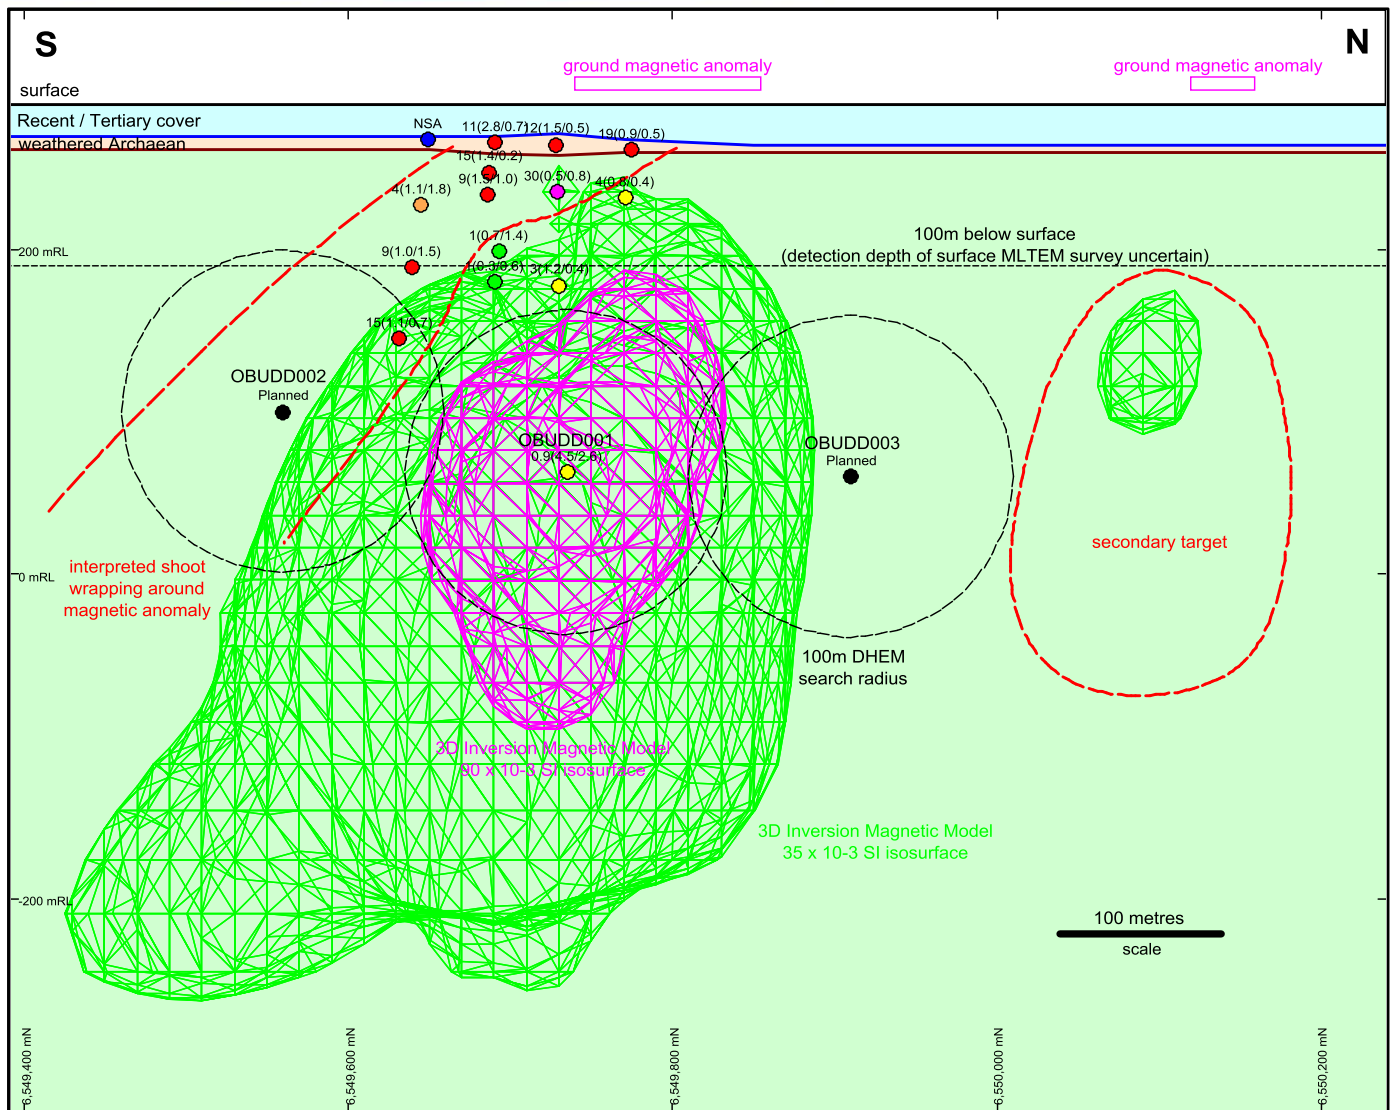 S
N
ground magnetic anomaly
ground magnetic anomaly
surface
Recent / Tertiary cover
weathered Archaean
NSA
11(2.8/0.7)
12(1.5/0.5)
19(0.9/0.5)
15(1.4/0.2)
9(1.5/1.0)
30(0.5/0.8)
4(0.8/0.4)
4(1.1/1.8)
1(0.7/1.4)
100m below surface
(detection depth of surface MLTEM survey uncertain)
200 mRL
9(1.0/1.5)
1(0.3/0.6)
3(1.2/0.4)
15(1.1/0.7)
OBUDD002
Planned
OBUDD001
0.9(4.5/2.6)
OBUDD003
Planned
secondary target
interpreted shoot
wrapping around
magnetic anomaly
0 mRL
100m DHEM
search radius
3D Inversion Magnetic Model
90 x 10-3 SI isosurface
3D Inversion Magnetic Model
35 x 10-3 SI isosurface
-200 mRL
100 metres
scale
6,549,400 mN
6,549,600 mN
6,549,800 mN
6,550,000 mN
6,550,200 mN